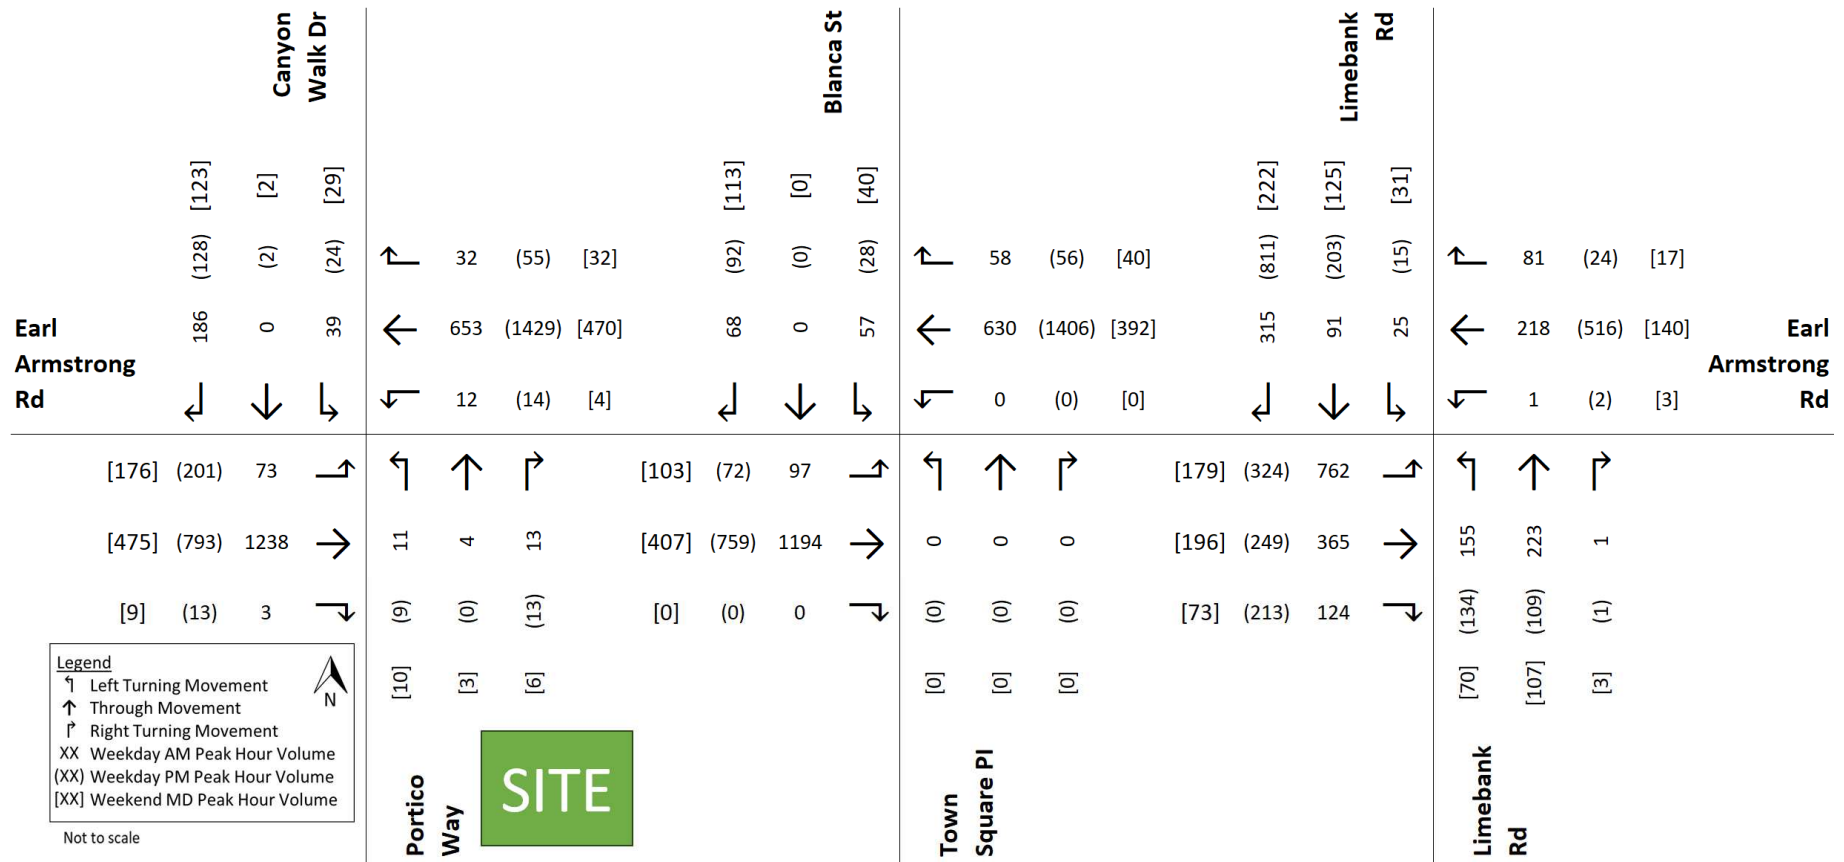 Canyon
Walk Dr
Blanca St
Limebank
Rd
[123] [2] [29]
[113] [0] [40]
[222] [125] [31]
(128) (2) (24)
32 (55) [32]
(92) (0) (28)
58 (56) [40]
(811) (203) (15)
81 (24) [17]
Earl
Armstrong
Rd
186 0 39
653 (1429) [470]
68 0 57
630 (1406) [392]
315 91 25
218 (516) [140]
Earl
Armstrong
Rd
12 (14) [4]
0 (0) [0]
1 (2) [3]
[176] (201) 73
[103] (72) 97
[179] (324) 762
[475] (793) 1238
11 4 13
[407] (759) 1194
0 0 0
[196] (249) 365
155 223 1
[9] (13) 3
(9) (0) (13)
[0] (0) 0
(0) (0) (0)
[73] (213) 124
(134) (109) (1)
[10] [3] [6]
[0] [0] [0]
[70] [107] [3]
Legend
Left Turning Movement
Through Movement
Right Turning Movement
XX Weekday AM Peak Hour Volume
(XX) Weekday PM Peak Hour Volume
[XX] Weekend MD Peak Hour Volume
N
Not to scale
Portico
Way
SITE
Town
Square Pl
Limebank
Rd